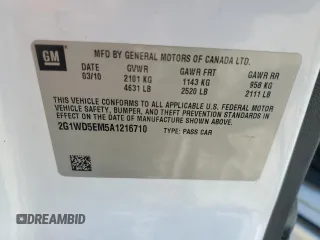 GM
MFD BY GENERAL MOTORS OF CANADA LTD.
DATE GVWR GAWR FRT GAWR RR
03/10 2101 KG 1143 KG 958 KG
4631 LB 2520 LB 2111 LB
THIS VEHICLE CONFORMS TO ALL APPLICABLE U.S. FEDERAL MOTOR
VEHICLE SAFETY, BUMPER, AND THEFT PREVENTION STANDARDS
IN EFFECT ON THE DATE OF MANUFACTURE SHOWN ABOVE.
2G1WD5EM5A1216710 TYPE: PASS CAR
DREAMBID